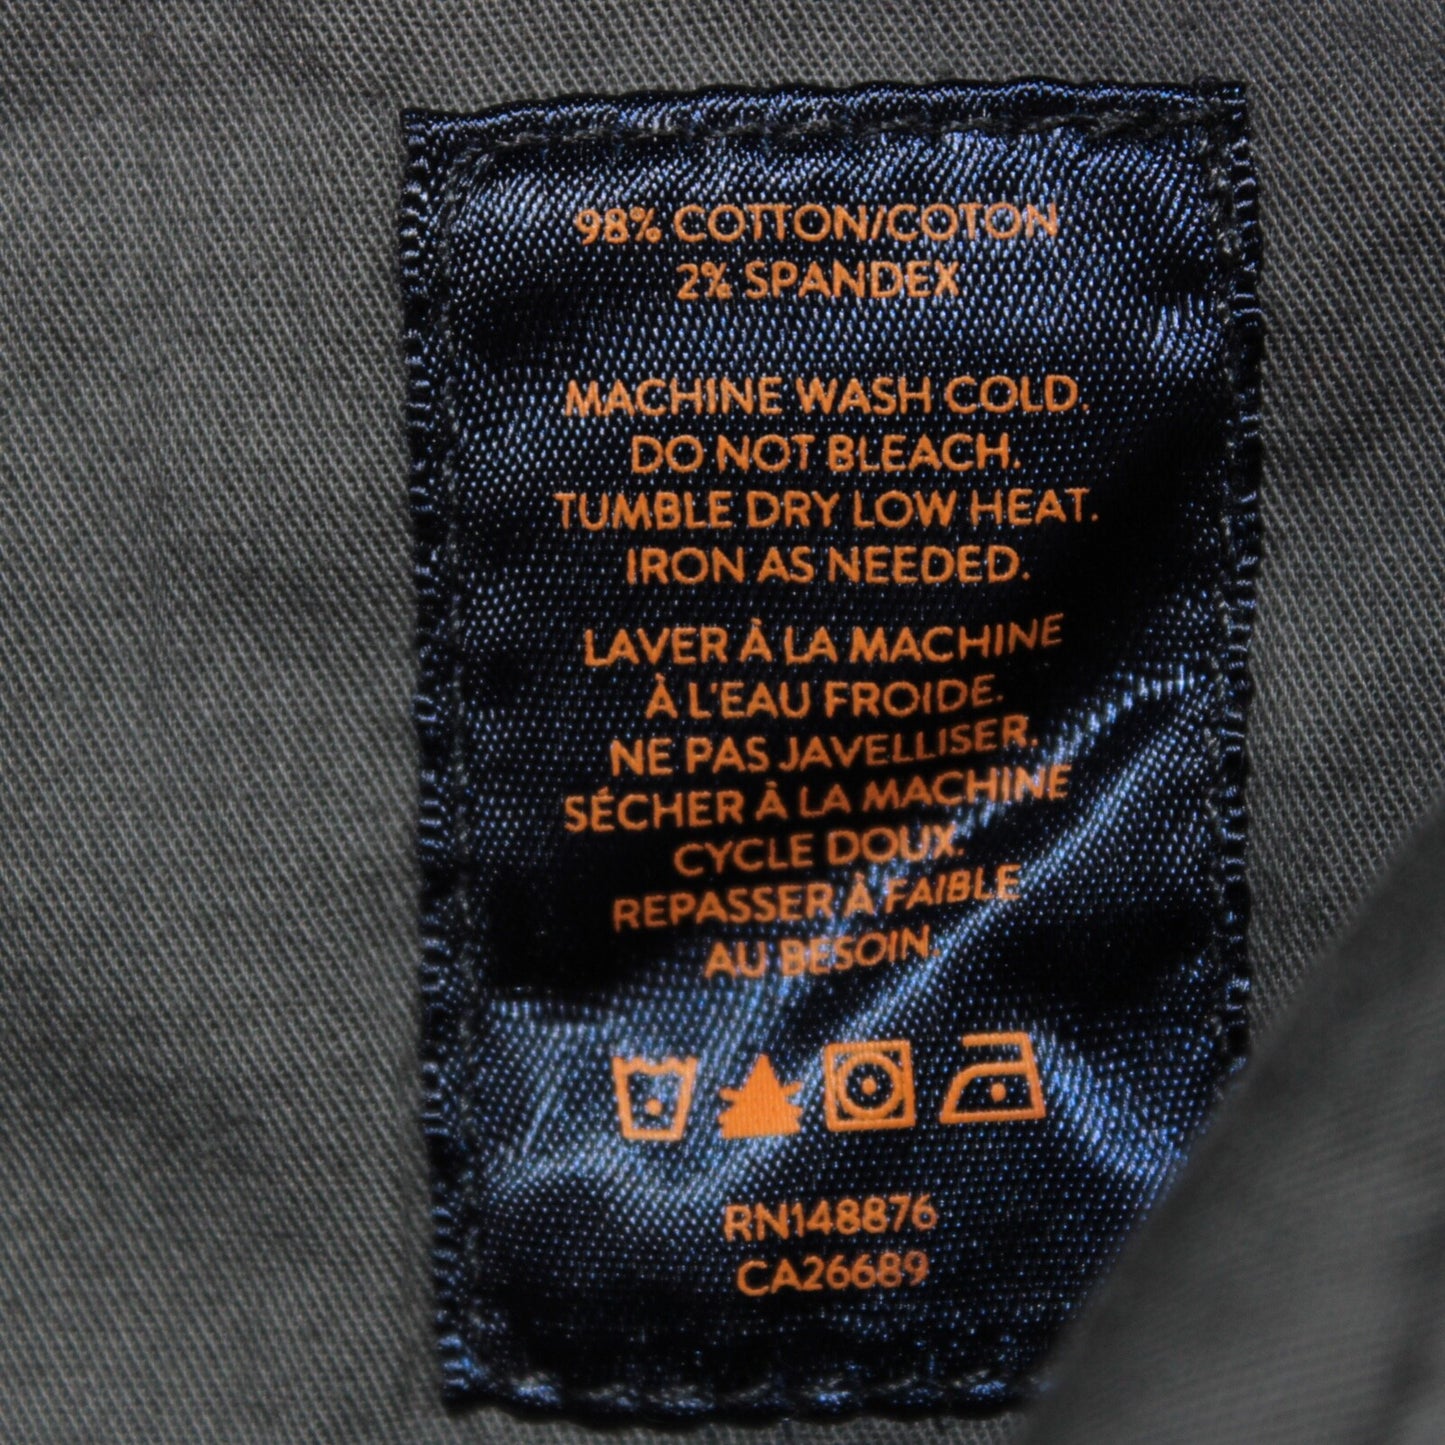 98% COTTON/COTON
2% SPANDEX
MACHINE WASH COLD.
DO NOT BLEACH.
TUMBLE DRY LOW HEAT.
IRON AS NEEDED.
LAVER À LA MACHINE
À L'EAU FROIDE.
NE PAS JAVELLISER.
SÉCHER À LA MACHINE
CYCLE DOUX.
REPASSER À FAIBLE
AU BESOIN.
RN148876
CA26689